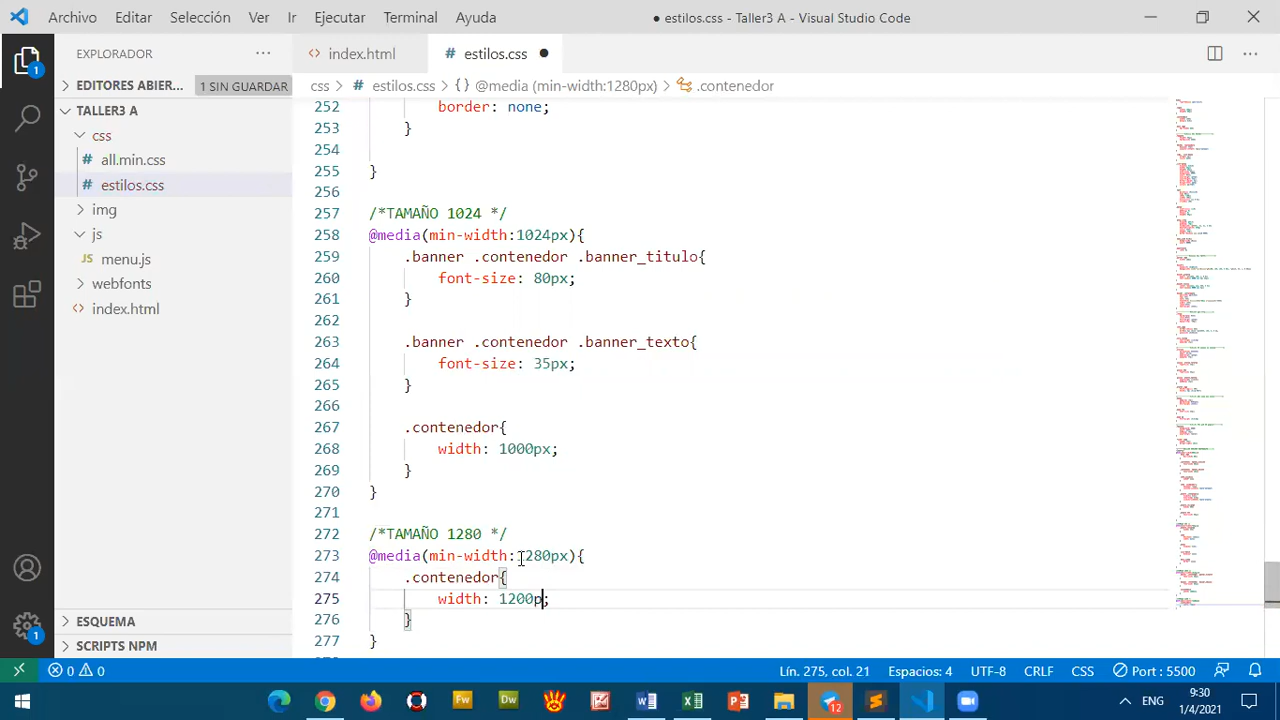 Archivo Editar Selección Ver Ir Ejecutar Terminal Ayuda ● estilos.css - Taller3 A - Visual Studio Code
EXPLORADOR ··· index.html # estilos.css
EDITORES ABIER... 1 SIN GUARDAR
css > # estilos.css > {} @media (min-width:1280px) > .contenedor
TALLER3 A
css
# all.min.css
# estilos.css
img
js
JS menu.js
webfonts
<> index.html
ESQUEMA
SCRIPTS NPM
252 border: none;
253 }
254
255 }
256
257 /*TAMAÑO 1024 */
258 @media(min-width:1024px){
259 .banner .contenedor .banner_titulo{
260 font-size: 80px;
261 }
262
263 .banner .contenedor .banner_texto{
264 font-size: 35px;
265 }
266
267 .contenedor{
268 width: 1000px;
269 }
270 }
271
272 /*TAMAÑO 1280 */
273 @media(min-width:1280px){
274 .contenedor{
275 width: 1200p;
276 }
277 }
0 0 Lín. 275, col. 21 Espacios: 4 UTF-8 CRLF CSS Port : 5500
Fw Dw 12 ENG 9:30
1/4/2021